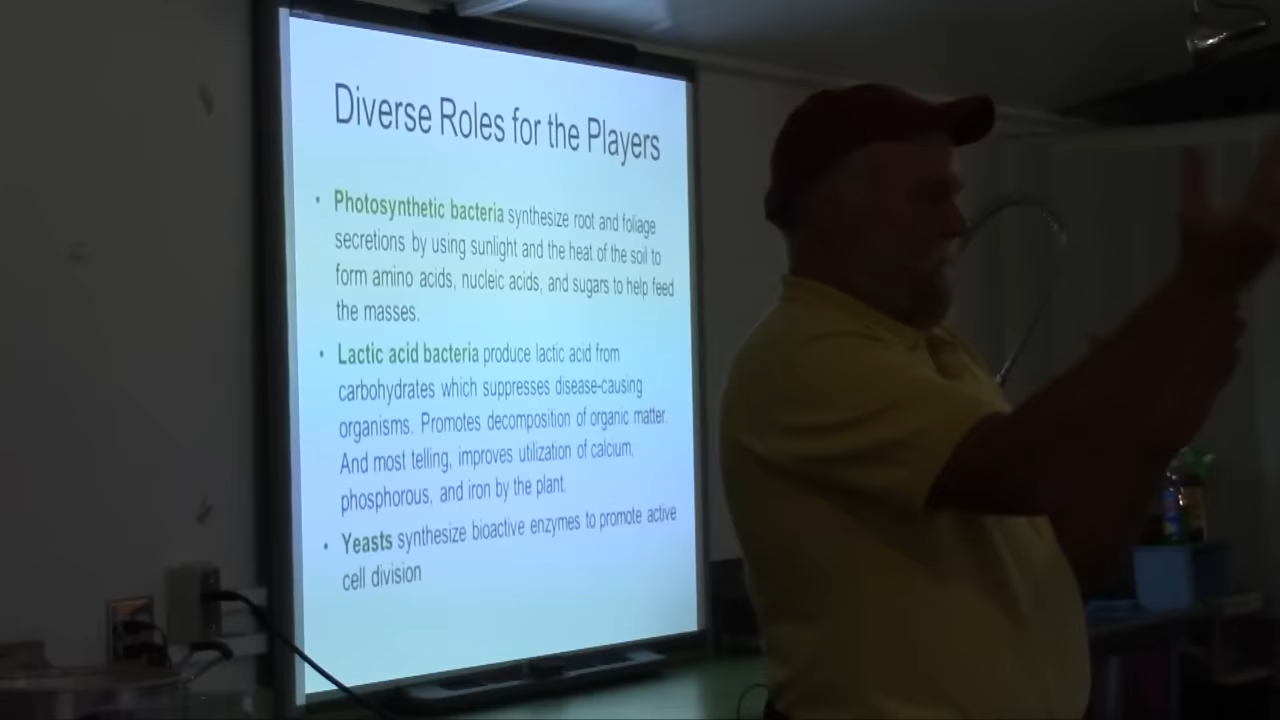 Diverse Roles for the Players
• Photosynthetic bacteria synthesize root and foliage
secretions by using sunlight and the heat of the soil to
form amino acids, nucleic acids, and sugars to help feed
the masses.
• Lactic acid bacteria produce lactic acid from
carbohydrates which suppresses disease-causing
organisms. Promotes decomposition of organic matter.
And most telling, improves utilization of calcium,
phosphorous, and iron by the plant.
• Yeasts synthesize bioactive enzymes to promote active
cell division